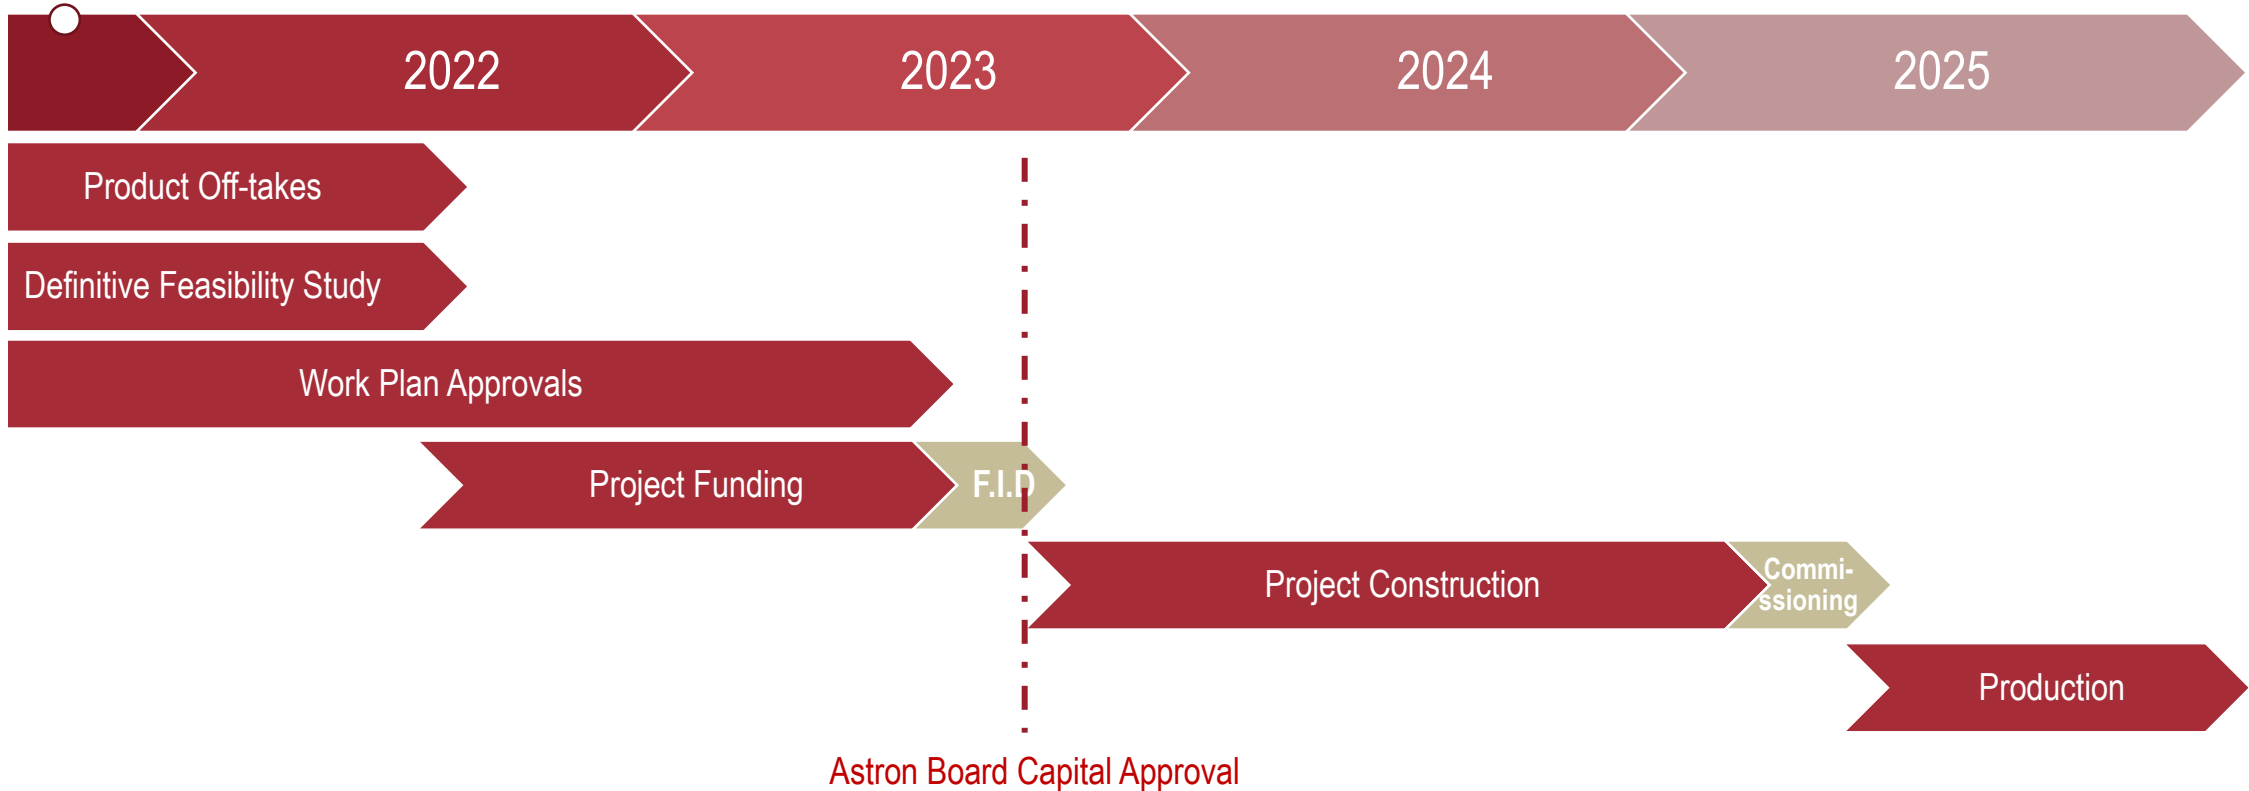 2022
2023
2024
2025
Product Off-takes
Definitive Feasibility Study
Work Plan Approvals
Project Funding
F.I.D
Project Construction
Commi-
ssioning
Production
Astron Board Capital Approval